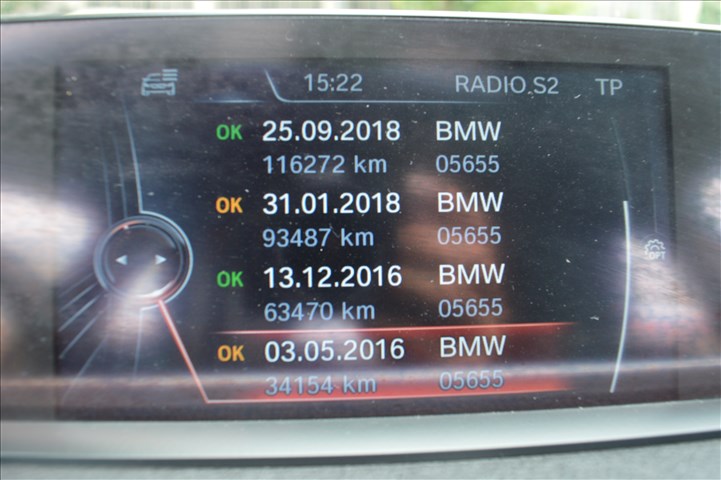 15:22 RADIO S2 TP
OK 25.09.2018 BMW
116272 km 05655
OK 31.01.2018 BMW
93487 km 05655
OK 13.12.2016 BMW
63470 km 05655
OPT
OK 03.05.2016 BMW
34154 km 05655